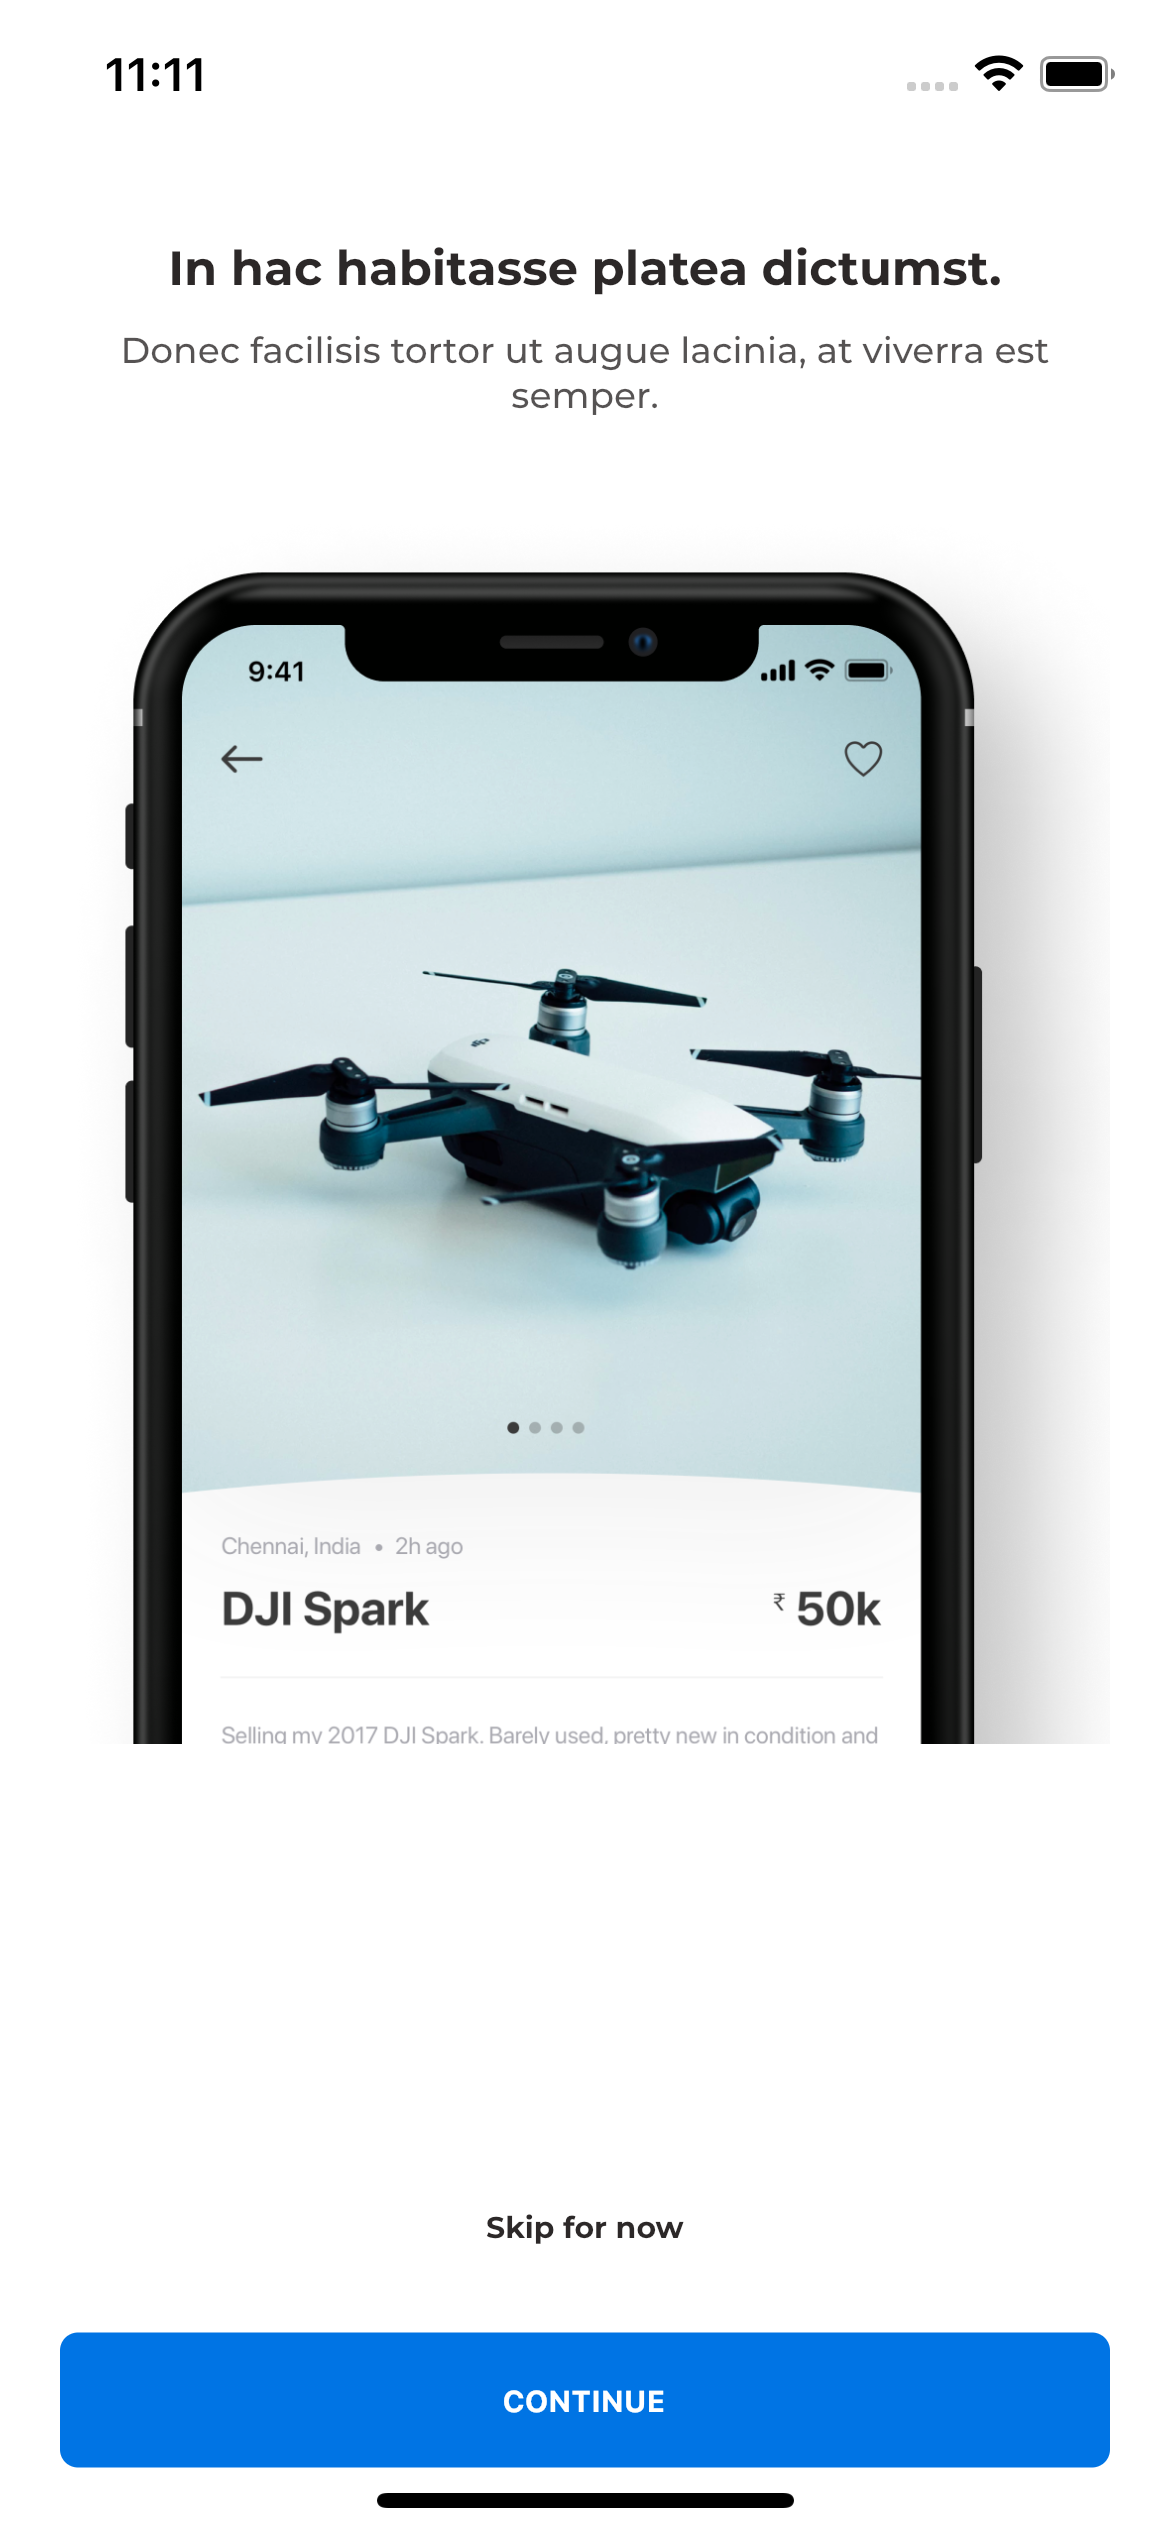 11:11
In hac habitasse platea dictumst.
Donec facilisis tortor ut augue lacinia, at viverra est
semper.
9:41
Chennai, India • 2h ago
DJI Spark ₹ 50k
Selling my 2017 DJI Spark. Barely used, pretty new in condition and
Skip for now
CONTINUE